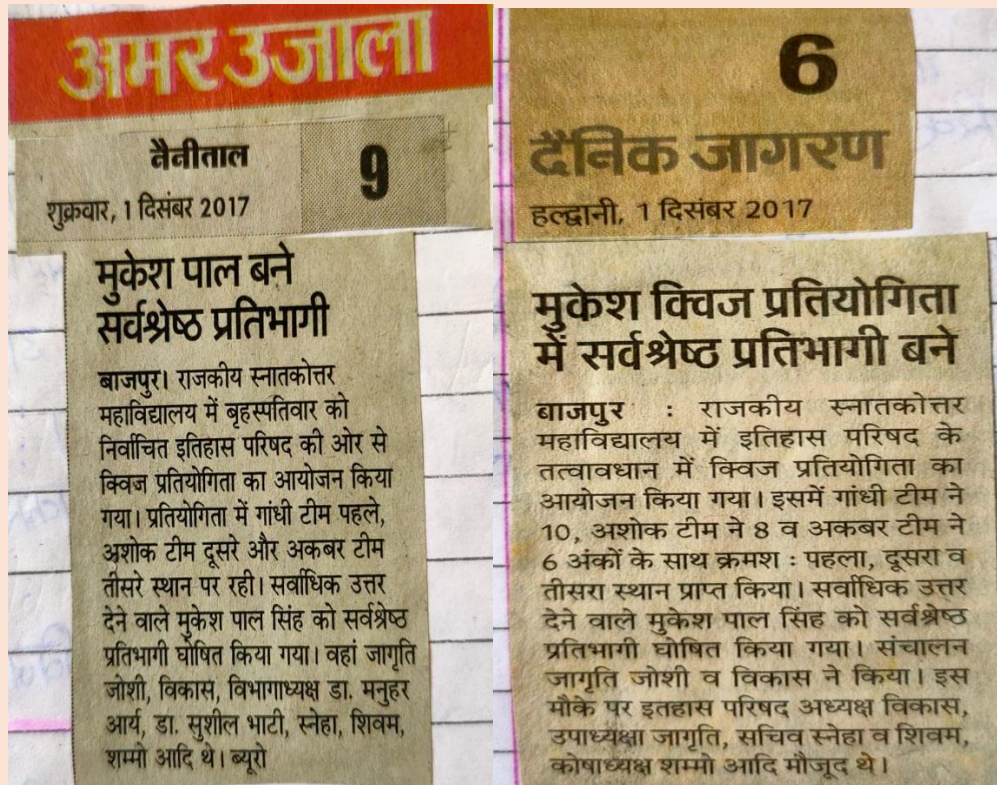 अमर उजाला
नैनीताल
9
शुक्रवार, 1 दिसंबर 2017
मुकेश पाल बने
सर्वश्रेष्ठ प्रतिभागी
बाजपुर। राजकीय स्नातकोत्तर
महाविद्यालय में बृहस्पतिवार को
निर्वाचित इतिहास परिषद की ओर से
क्विज प्रतियोगिता का आयोजन किया
गया। प्रतियोगिता में गांधी टीम पहले,
अशोक टीम दूसरे और अकबर टीम
तीसरे स्थान पर रही। सर्वाधिक उत्तर
देने वाले मुकेश पाल सिंह को सर्वश्रेष्ठ
प्रतिभागी घोषित किया गया। वहां जागृति
जोशी, विकास, विभागाध्यक्ष डा. मनुहर
आर्य, डा. सुशील भाटी, स्नेहा, शिवम,
शम्मो आदि थे। ब्यूरो
6
दैनिक जागरण
हल्द्वानी, 1 दिसंबर 2017
मुकेश क्विज प्रतियोगिता
में सर्वश्रेष्ठ प्रतिभागी बने
बाजपुर : राजकीय स्नातकोत्तर
महाविद्यालय में इतिहास परिषद के
तत्वावधान में क्विज प्रतियोगिता का
आयोजन किया गया। इसमें गांधी टीम ने
10, अशोक टीम ने 8 व अकबर टीम ने
6 अंकों के साथ क्रमश : पहला, दूसरा व
तीसरा स्थान प्राप्त किया। सर्वाधिक उत्तर
देने वाले मुकेश पाल सिंह को सर्वश्रेष्ठ
प्रतिभागी घोषित किया गया। संचालन
जागृति जोशी व विकास ने किया। इस
मौके पर इतहास परिषद अध्यक्ष विकास,
उपाध्यक्षा जागृति, सचिव स्नेहा व शिवम,
कोषाध्यक्ष शम्मो आदि मौजूद थे।